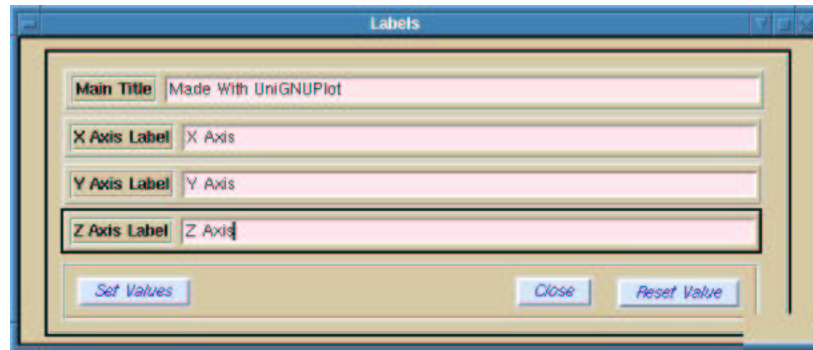 Labels
Main Title Made With UniGNUPlot
X Axis Label X Axis
Y Axis Label Y Axis
Z Axis Label Z Axis
Set Values Close Reset Value